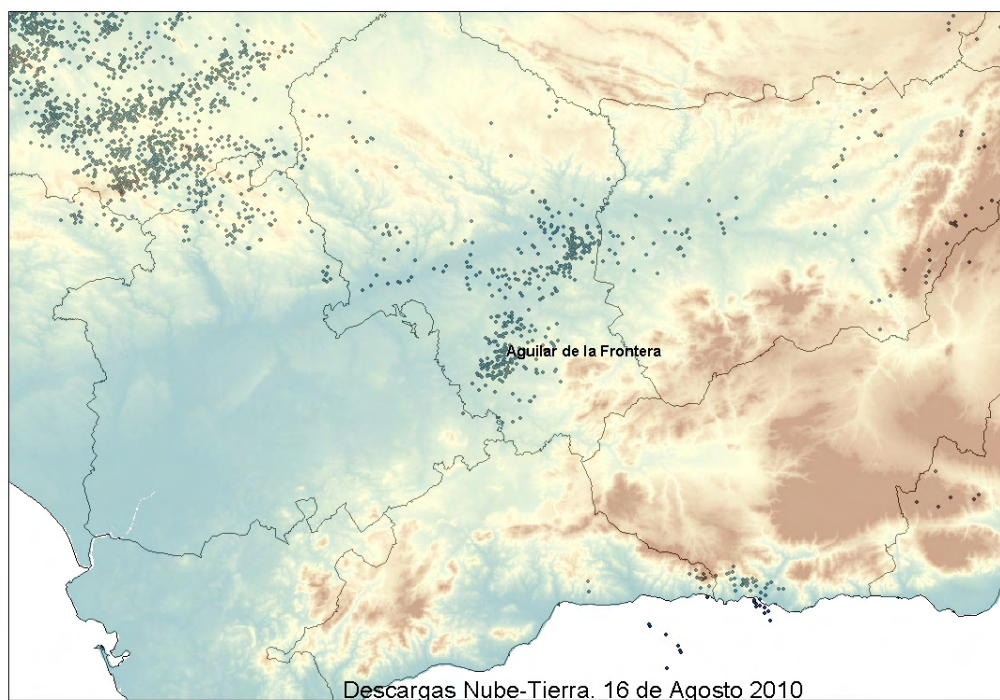 Aguilar de la Frontera
Descargas Nube-Tierra. 16 de Agosto 2010